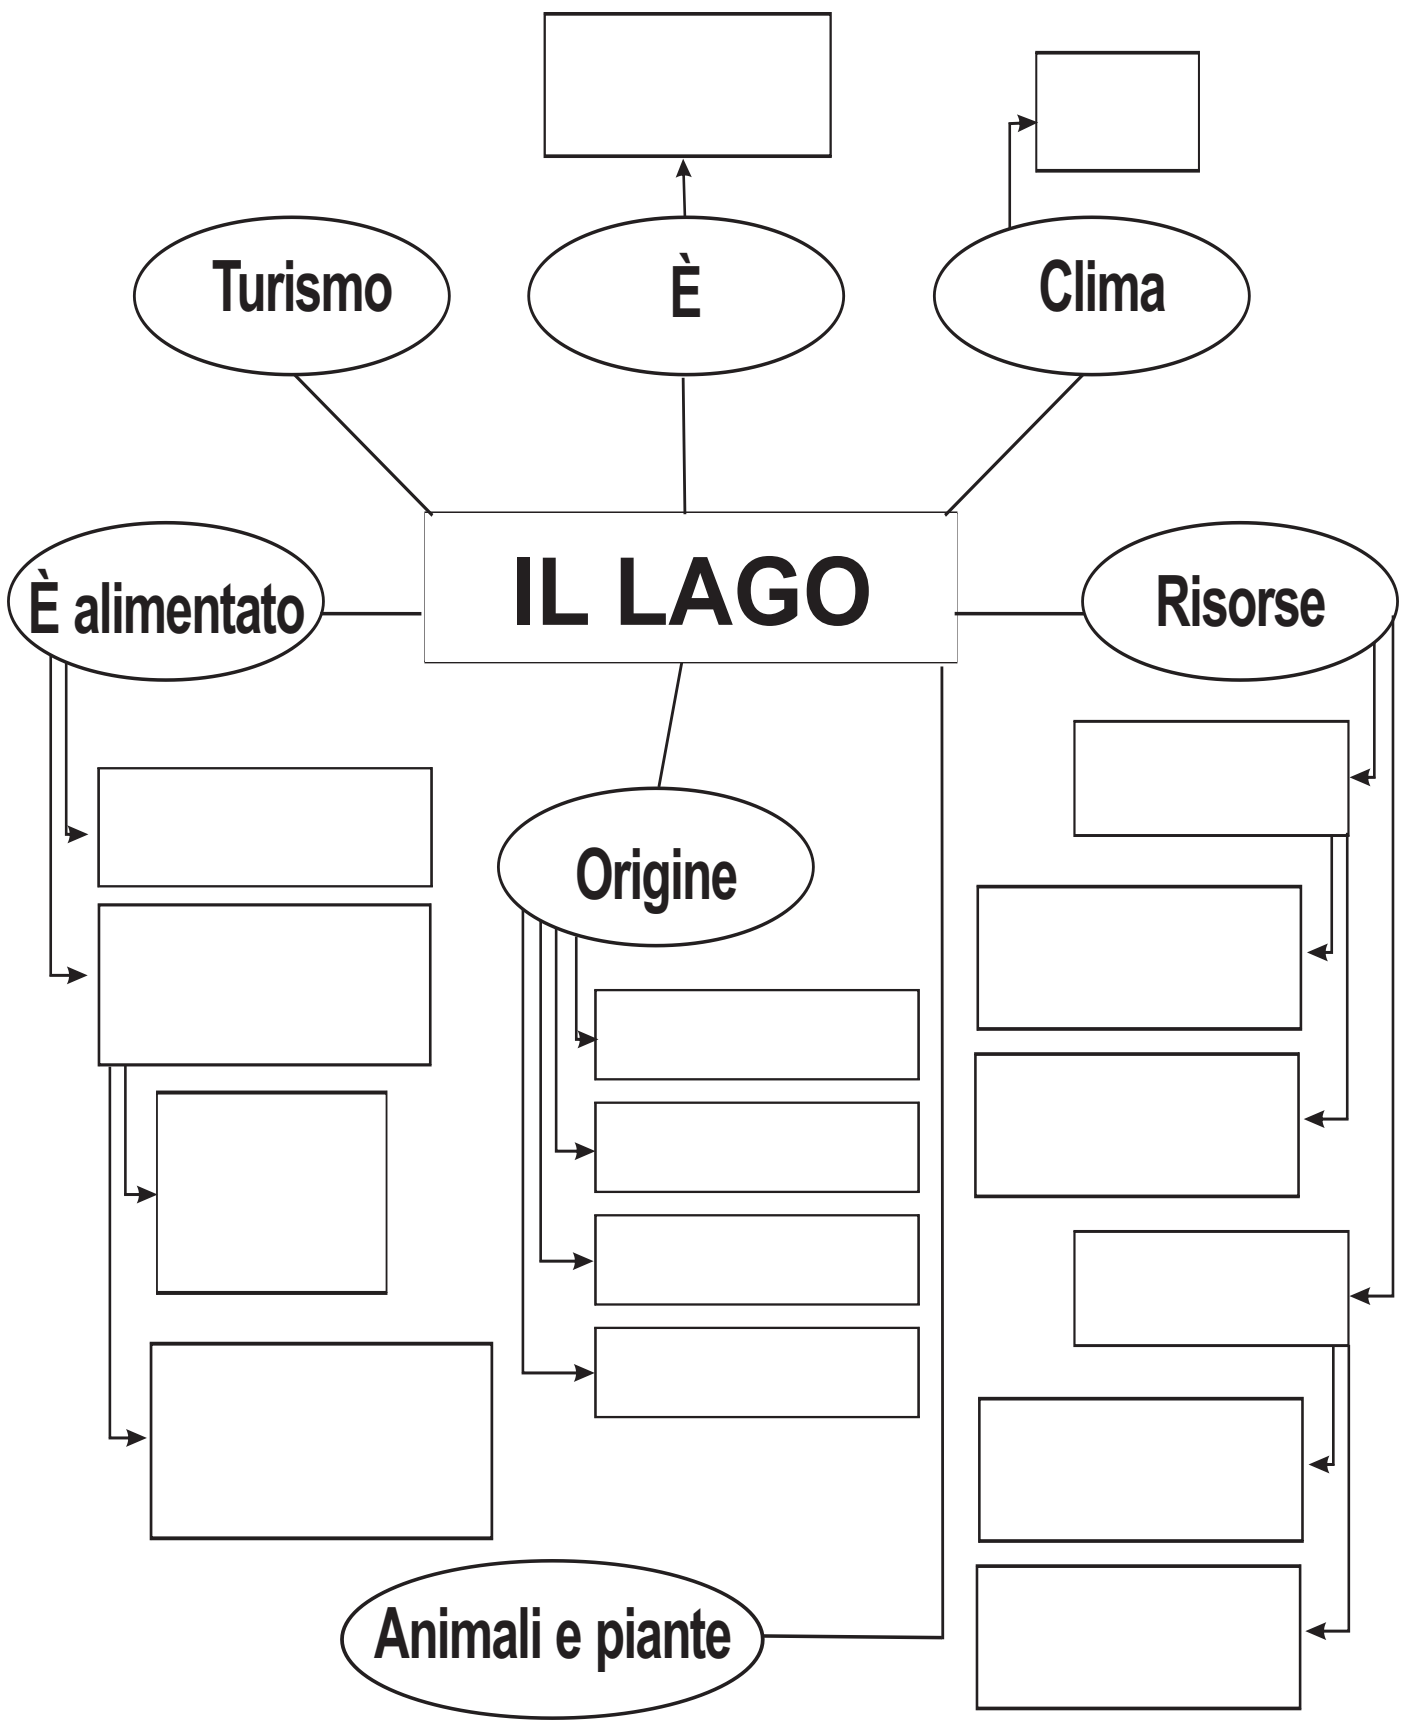 Turismo
È
Clima
È alimentato
IL LAGO
Risorse
Origine
Animali e piante